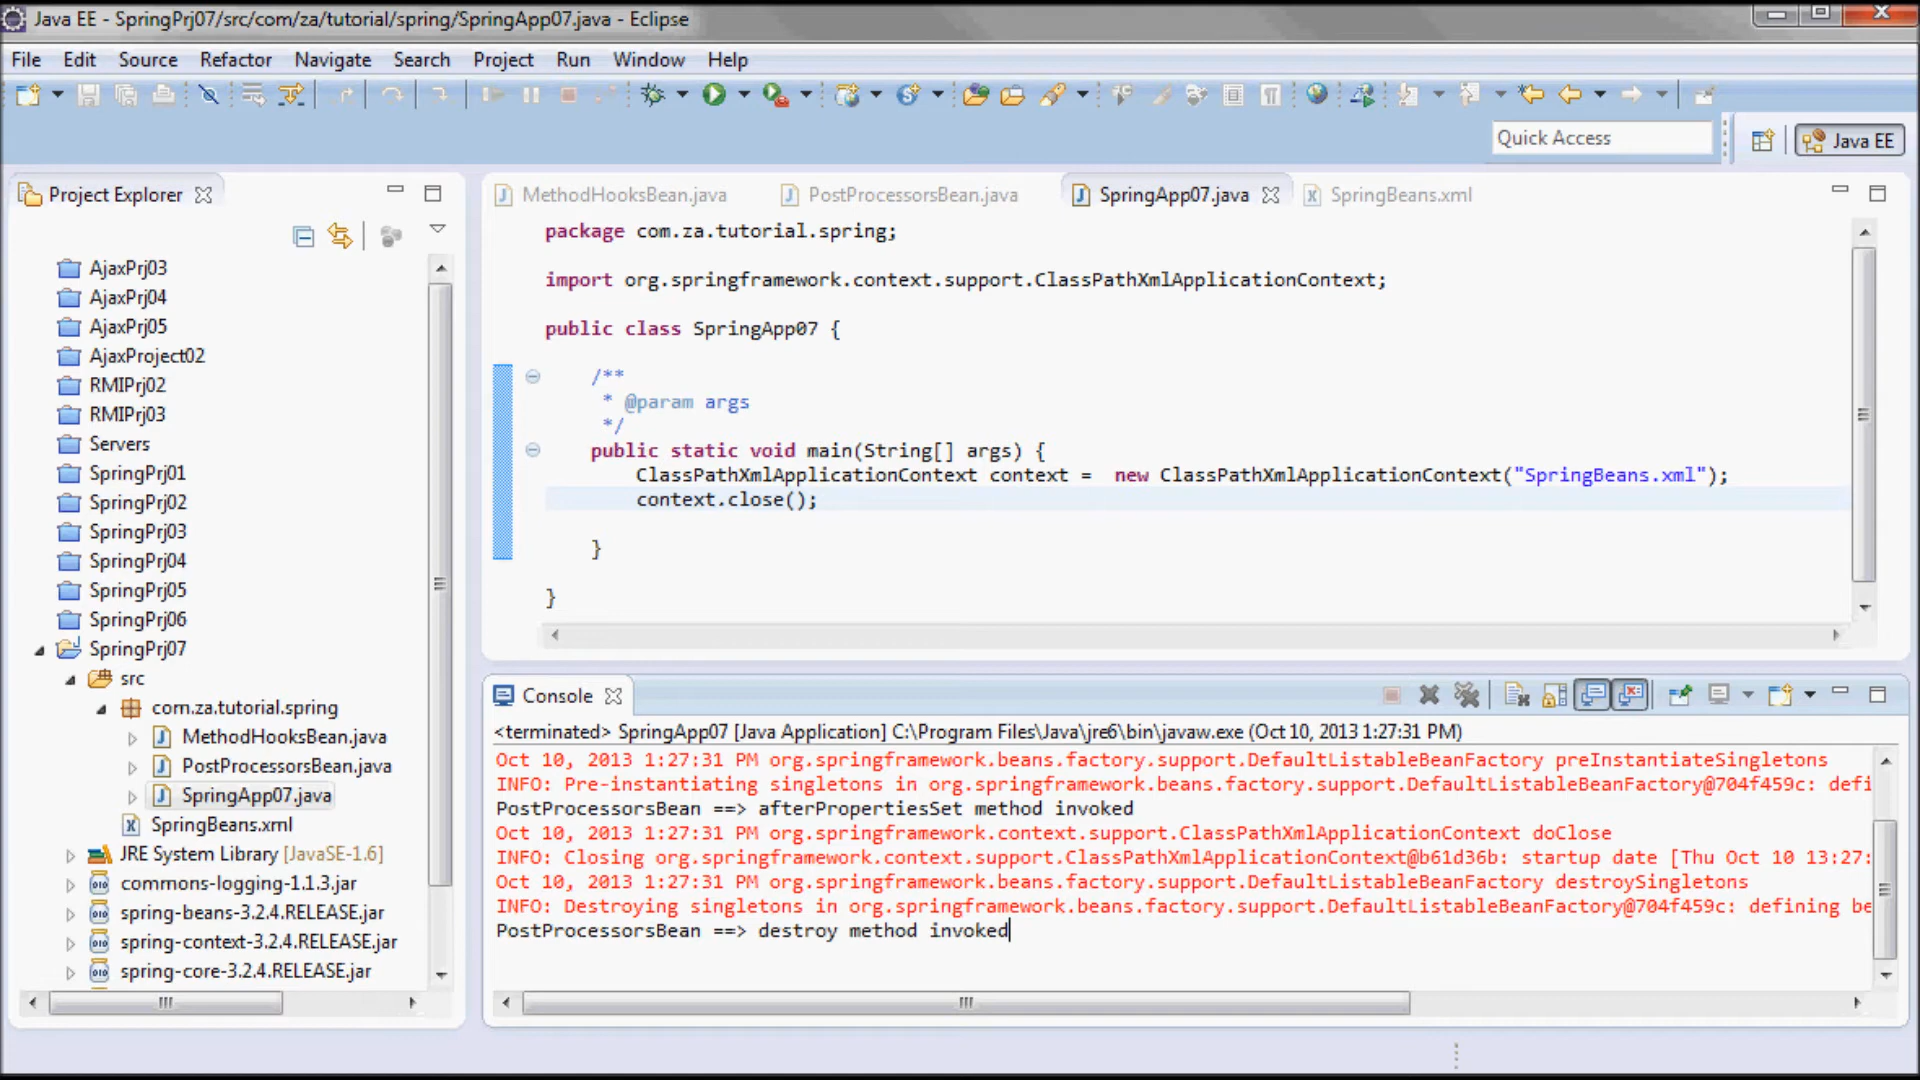 Java EE - SpringPrj07/src/com/za/tutorial/spring/SpringApp07.java - Eclipse
File Edit Source Refactor Navigate Search Project Run Window Help
Quick Access
Java EE
Project Explorer
AjaxPrj03
AjaxPrj04
AjaxPrj05
AjaxProject02
RMIPrj02
RMIPrj03
Servers
SpringPrj01
SpringPrj02
SpringPrj03
SpringPrj04
SpringPrj05
SpringPrj06
SpringPrj07
src
com.za.tutorial.spring
MethodHooksBean.java
PostProcessorsBean.java
SpringApp07.java
SpringBeans.xml
JRE System Library [JavaSE-1.6]
commons-logging-1.1.3.jar
spring-beans-3.2.4.RELEASE.jar
spring-context-3.2.4.RELEASE.jar
spring-core-3.2.4.RELEASE.jar
MethodHooksBean.java PostProcessorsBean.java SpringApp07.java SpringBeans.xml
package com.za.tutorial.spring;
import org.springframework.context.support.ClassPathXmlApplicationContext;
public class SpringApp07 {
/**
* @param args
*/
public static void main(String[] args) {
ClassPathXmlApplicationContext context =  new ClassPathXmlApplicationContext("SpringBeans.xml");
context.close();
}
}
Console
<terminated> SpringApp07 [Java Application] C:\Program Files\Java\jre6\bin\javaw.exe (Oct 10, 2013 1:27:31 PM)
Oct 10, 2013 1:27:31 PM org.springframework.beans.factory.support.DefaultListableBeanFactory preInstantiateSingletons
INFO: Pre-instantiating singletons in org.springframework.beans.factory.support.DefaultListableBeanFactory@704f459c: defi
PostProcessorsBean ==> afterPropertiesSet method invoked
Oct 10, 2013 1:27:31 PM org.springframework.context.support.ClassPathXmlApplicationContext doClose
INFO: Closing org.springframework.context.support.ClassPathXmlApplicationContext@b61d36b: startup date [Thu Oct 10 13:27:
Oct 10, 2013 1:27:31 PM org.springframework.beans.factory.support.DefaultListableBeanFactory destroySingletons
INFO: Destroying singletons in org.springframework.beans.factory.support.DefaultListableBeanFactory@704f459c: defining be
PostProcessorsBean ==> destroy method invoked